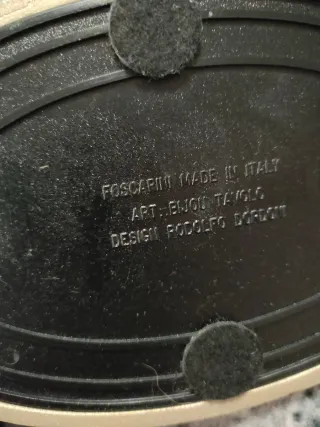 FOSCARINI MADE IN ITALY
ART. BIJOU TAVOLO
DESIGN RODOLFO DORDONI